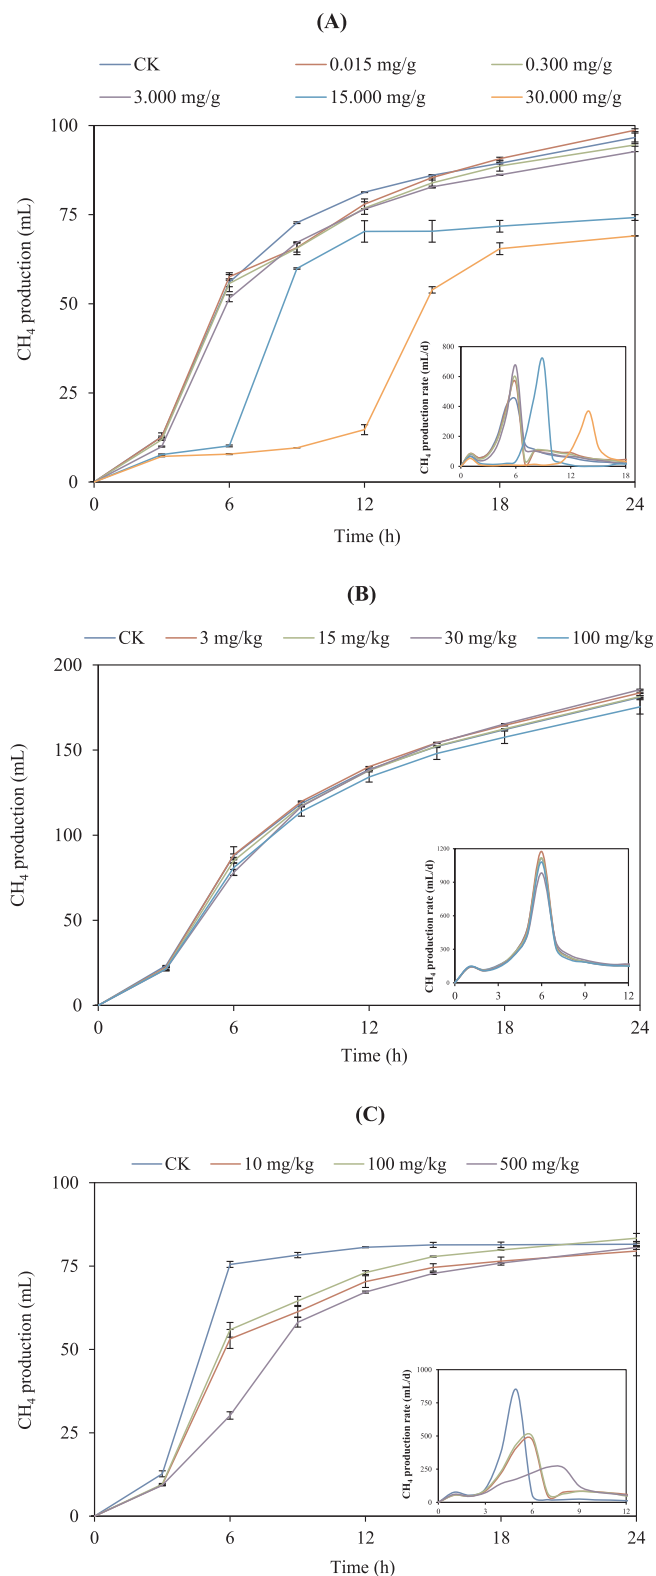 (A)
CK 0.015 mg/g 0.300 mg/g
3.000 mg/g 15.000 mg/g 30.000 mg/g
100
75
50
25
0
CH4 production (mL)
0 6 12 18 24
Time (h)
CH4 production rate (mL/d)
800
600
400
200
0
0 6 12 18
(B)
CK 3 mg/kg 15 mg/kg 30 mg/kg 100 mg/kg
200
150
100
50
0
CH4 production (mL)
0 6 12 18 24
Time (h)
CH4 production rate (mL/d)
1200
900
600
300
0
0 3 6 9 12
(C)
CK 10 mg/kg 100 mg/kg 500 mg/kg
100
75
50
25
0
CH4 production (mL)
0 6 12 18 24
Time (h)
CH4 production rate (mL/d)
1000
750
500
250
0
0 3 6 9 12